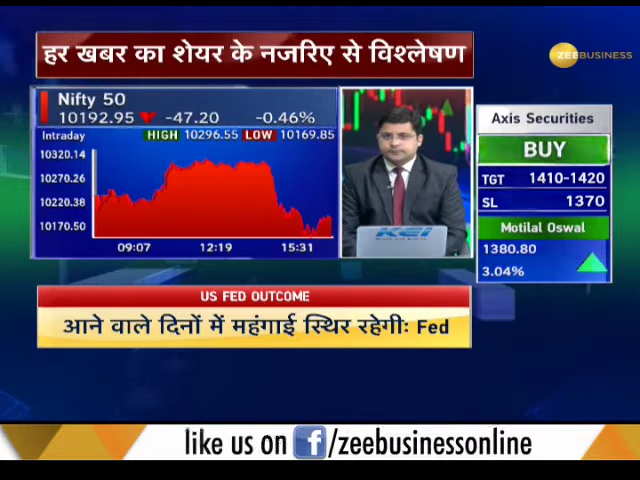 हर खबर का शेयर के नजरिए से विश्लेषण
ZEEBUSINESS
Nifty 50
10192.95 -47.20 -0.46%
Intraday HIGH 10296.55 LOW 10169.85
10320.14
10270.26
10220.38
10170.50
09:07 12:19 15:31
KEI
Axis Securities
BUY
TGT 1410-1420
SL 1370
Motilal Oswal
1380.80
3.04%
US FED OUTCOME
आने वाले दिनों में महंगाई स्थिर रहेगीः Fed
like us on f/zeebusinessonline